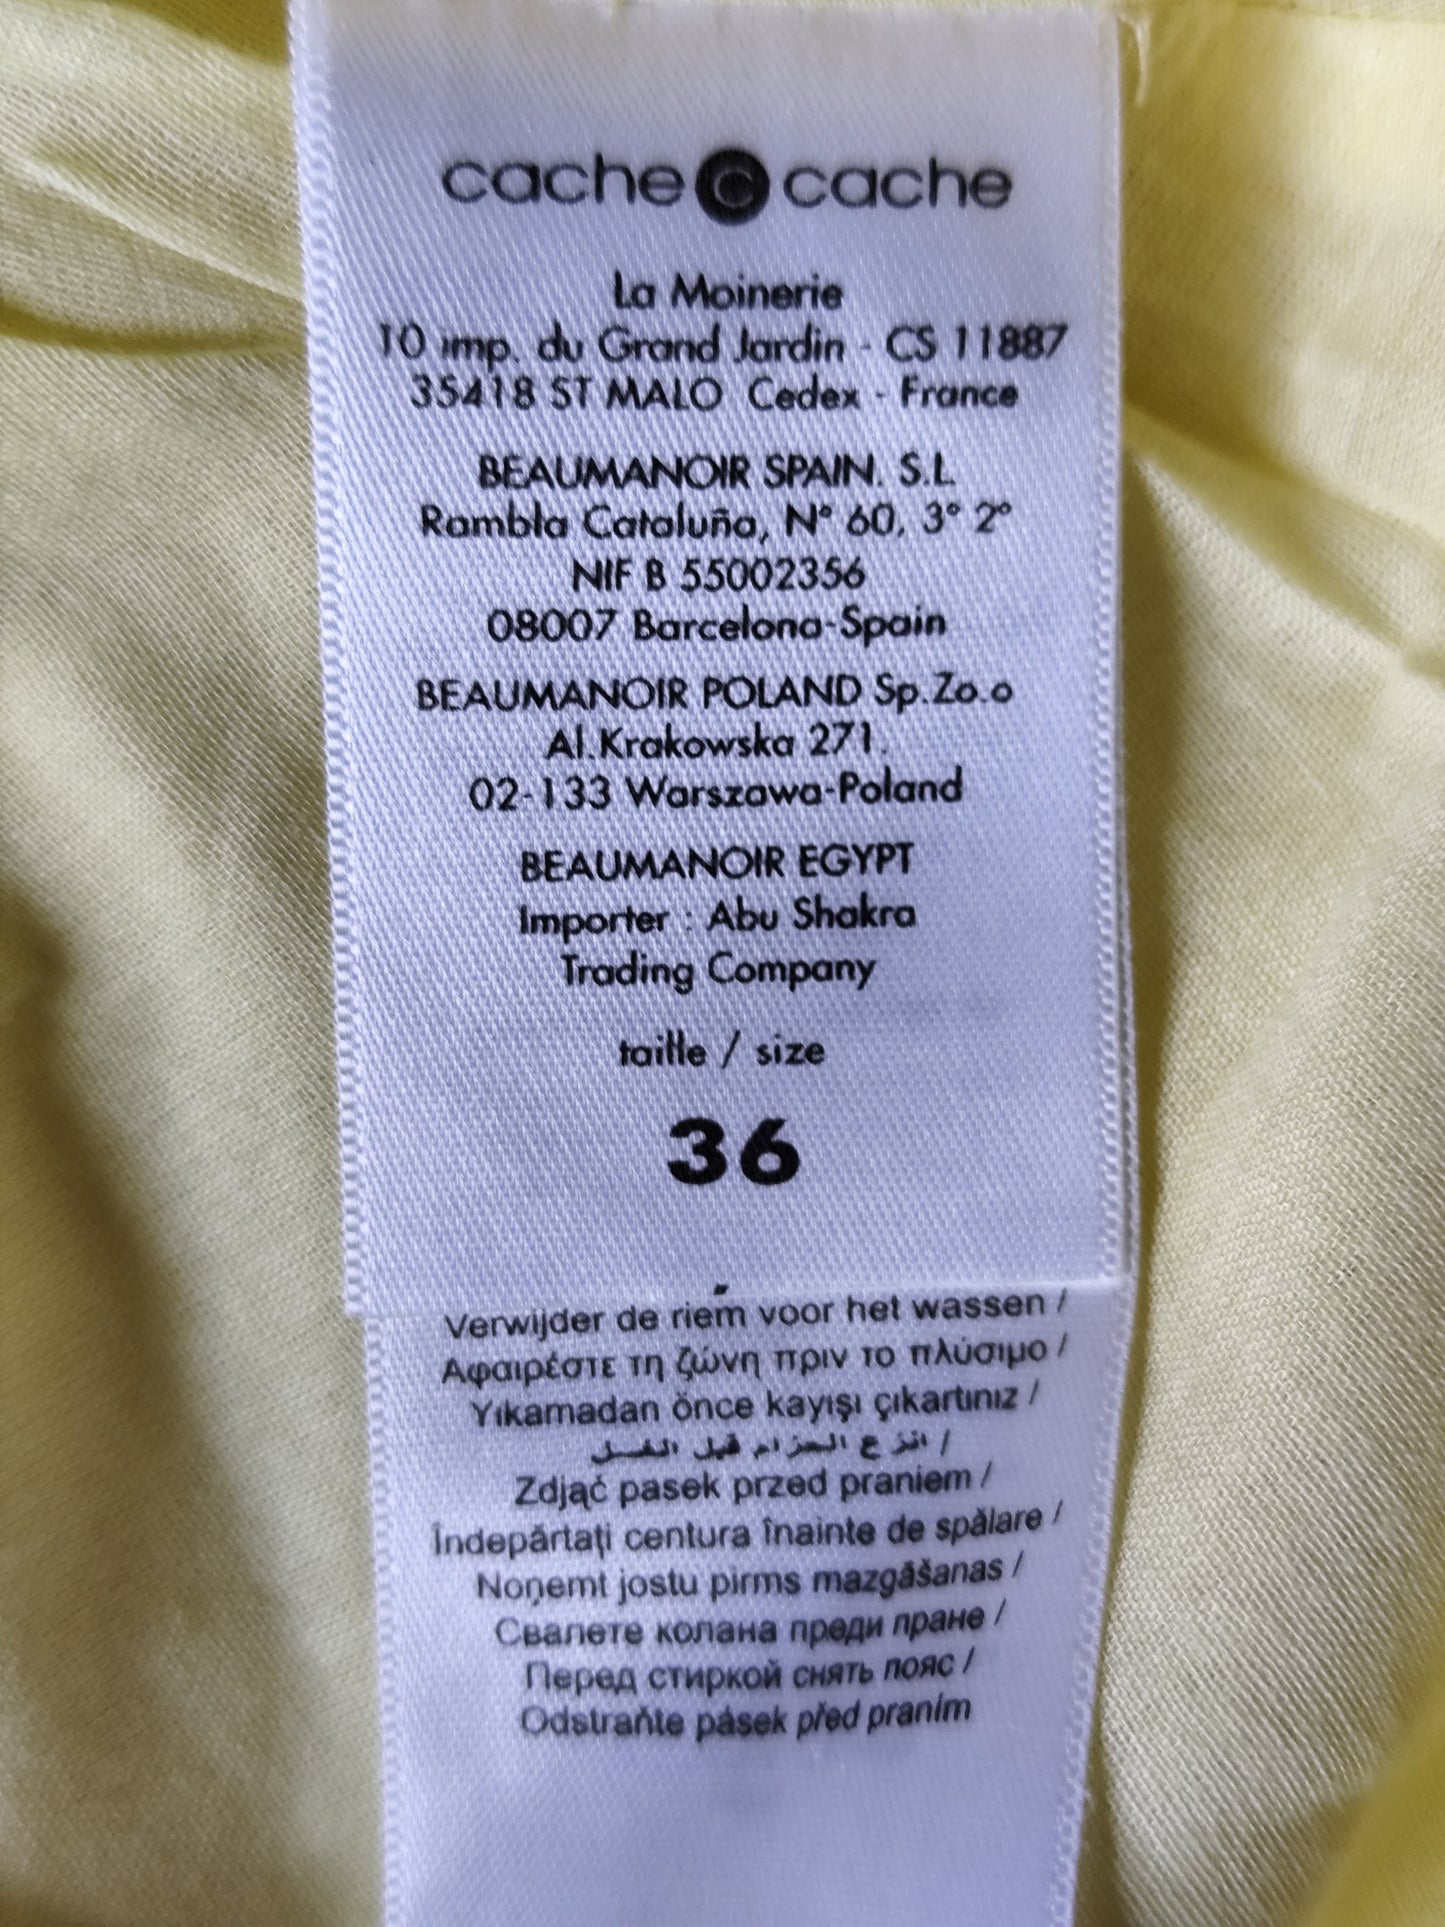 cache c cache
La Moinerie
10 imp. du Grand Jardin - CS 11887
35418 ST MALO Cedex - France
BEAUMANOIR SPAIN. S.L
Rambla Cataluña, N° 60, 3° 2°
NIF B 55002356
08007 Barcelona-Spain
BEAUMANOIR POLAND Sp.Zo.o
Al.Krakowska 271.
02-133 Warszawa-Poland
BEAUMANOIR EGYPT
Importer : Abu Shakra
Trading Company
taille / size
36
Verwijder de riem voor het wassen /
Αφαιρέστε τη ζώνη πριν το πλύσιμο /
Yıkamadan önce kayışı çıkartınız /
انزع الحزام قبل الغسل /
Zdjąć pasek przed praniem /
Îndepărtați centura înainte de spălare /
Noņemt jostu pirms mazgāšanas /
Свалете колана преди пране /
Перед стиркой снять пояс /
Odstraňte pásek před praním